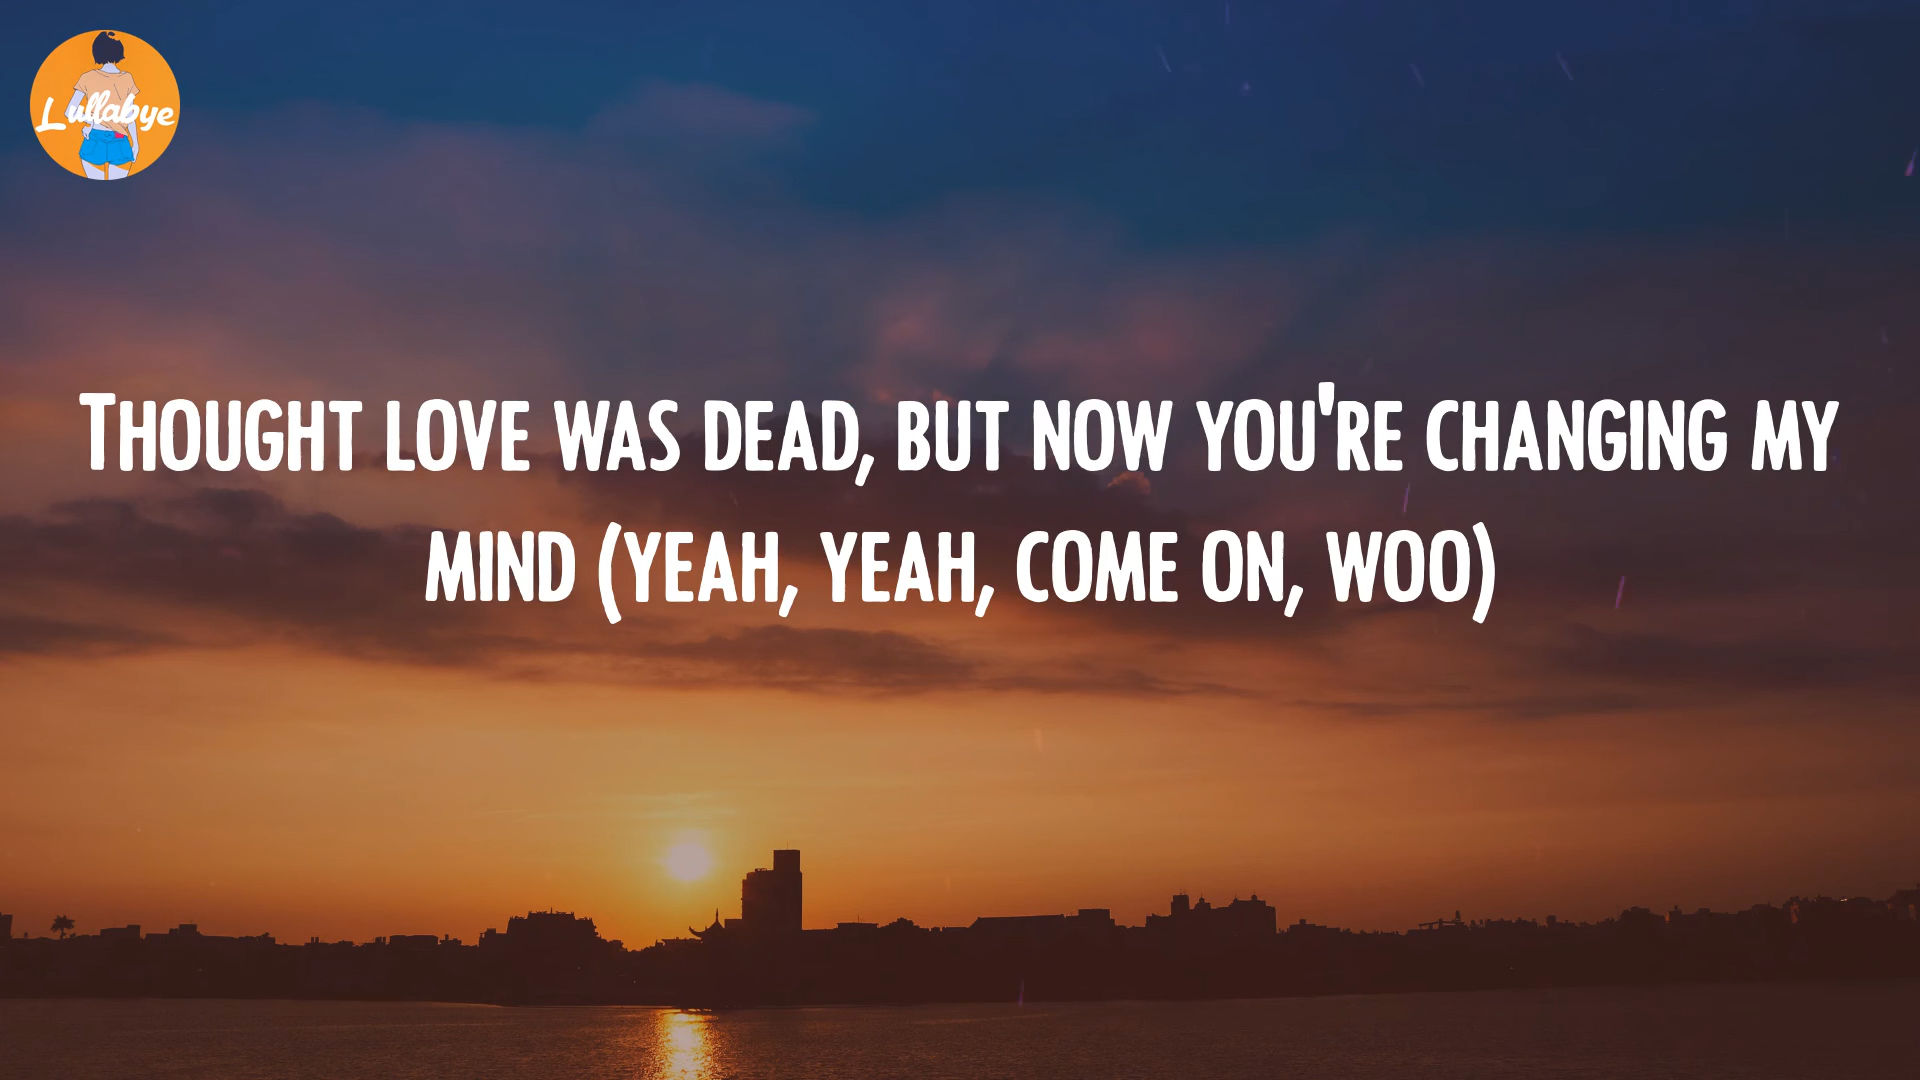 Lullabye
THOUGHT LOVE WAS DEAD, BUT NOW YOU'RE CHANGING MY
MIND (YEAH, YEAH, COME ON, WOO)